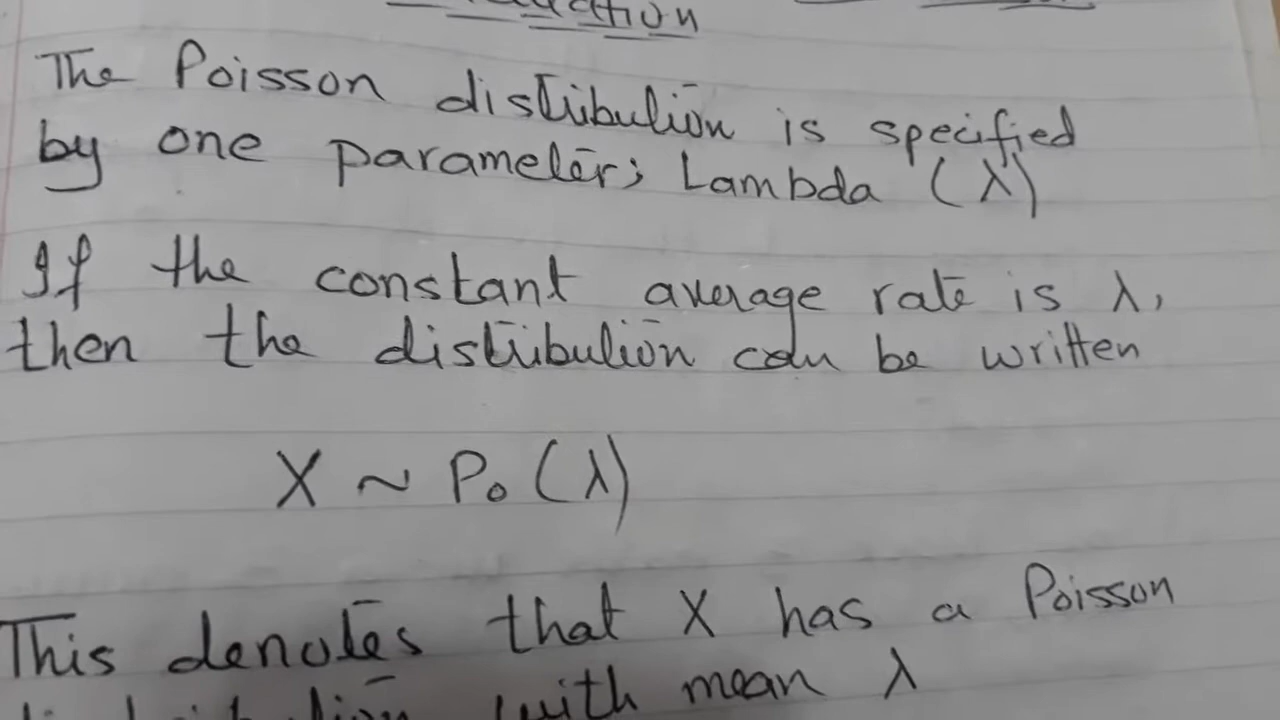 The Poisson distribution is specified
by one parameter; Lambda (λ)
If the constant average rate is λ,
then the distribution can be written
X ~ Po (λ)
This denotes that X has a Poisson
distribution with mean λ